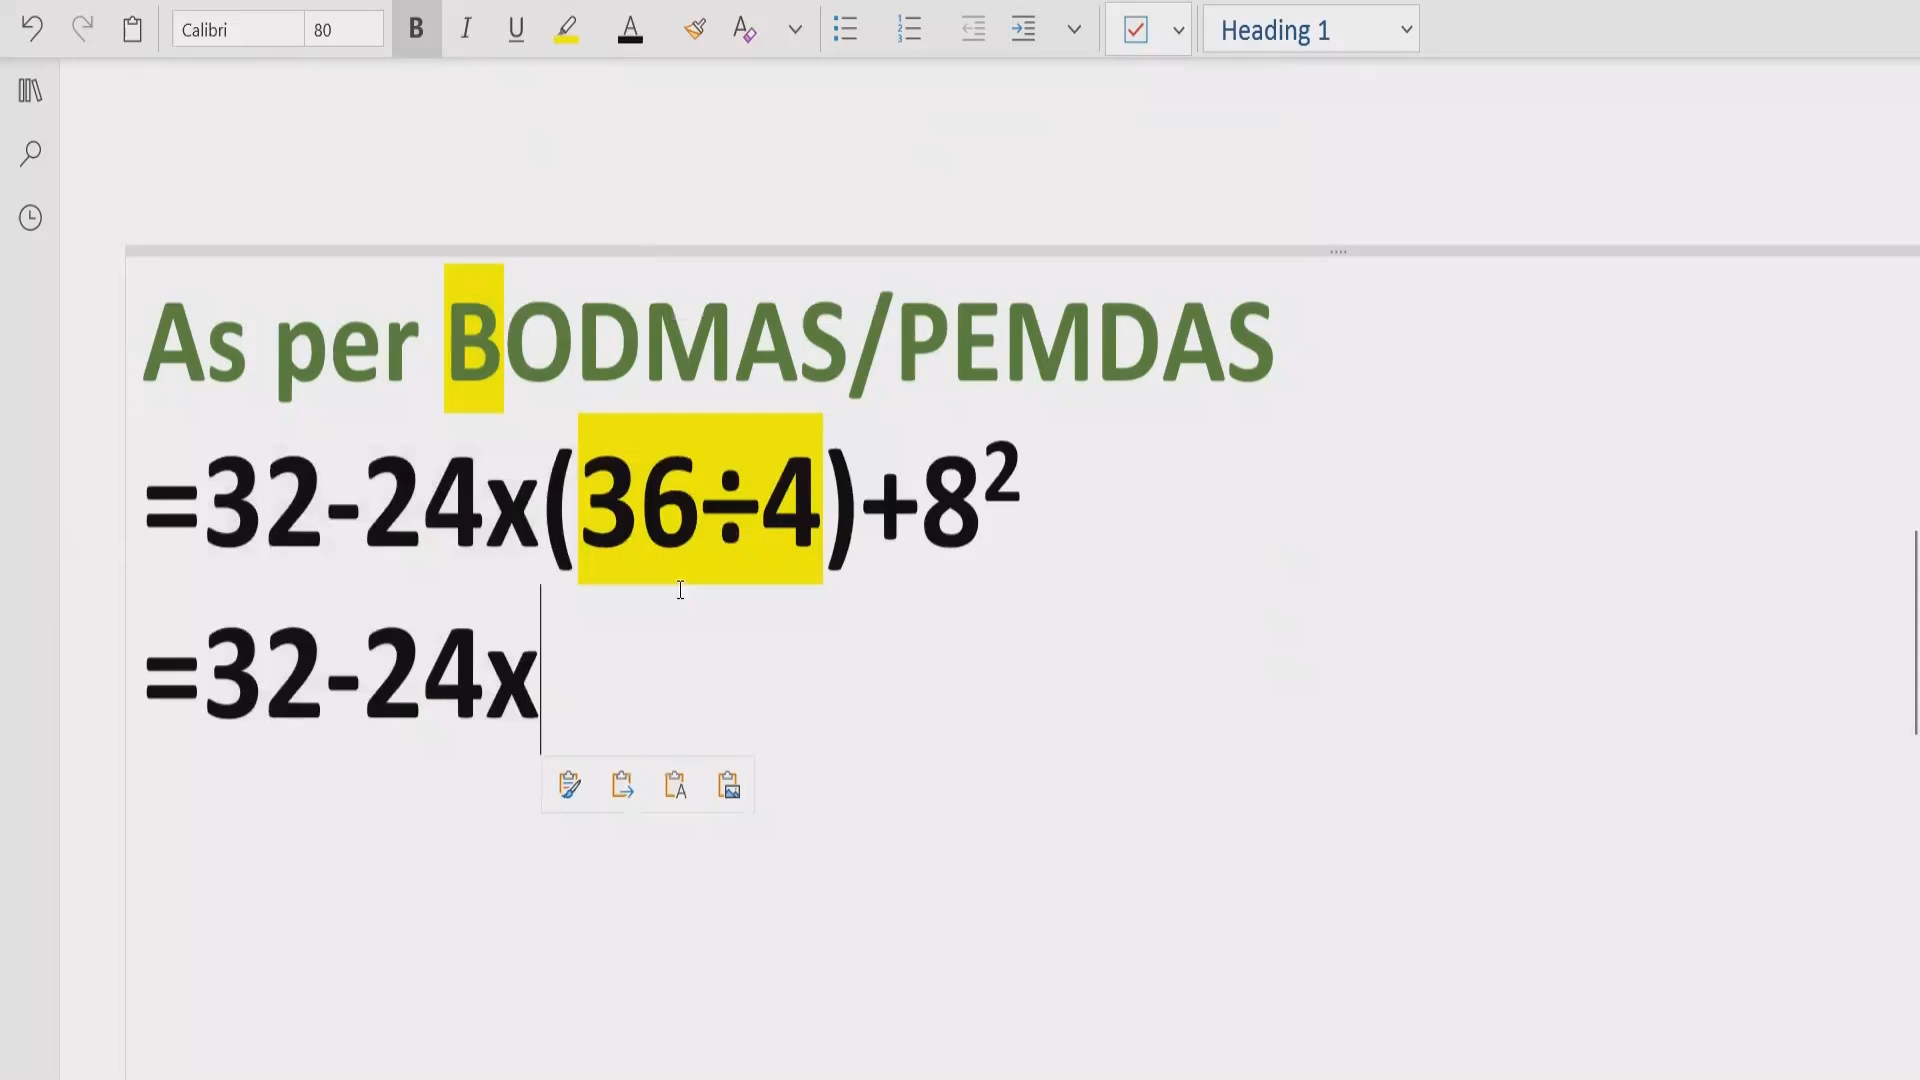 Calibri 80 B I U A A Heading 1
As per BODMAS/PEMDAS
=32-24x(36÷4)+8²
=32-24x